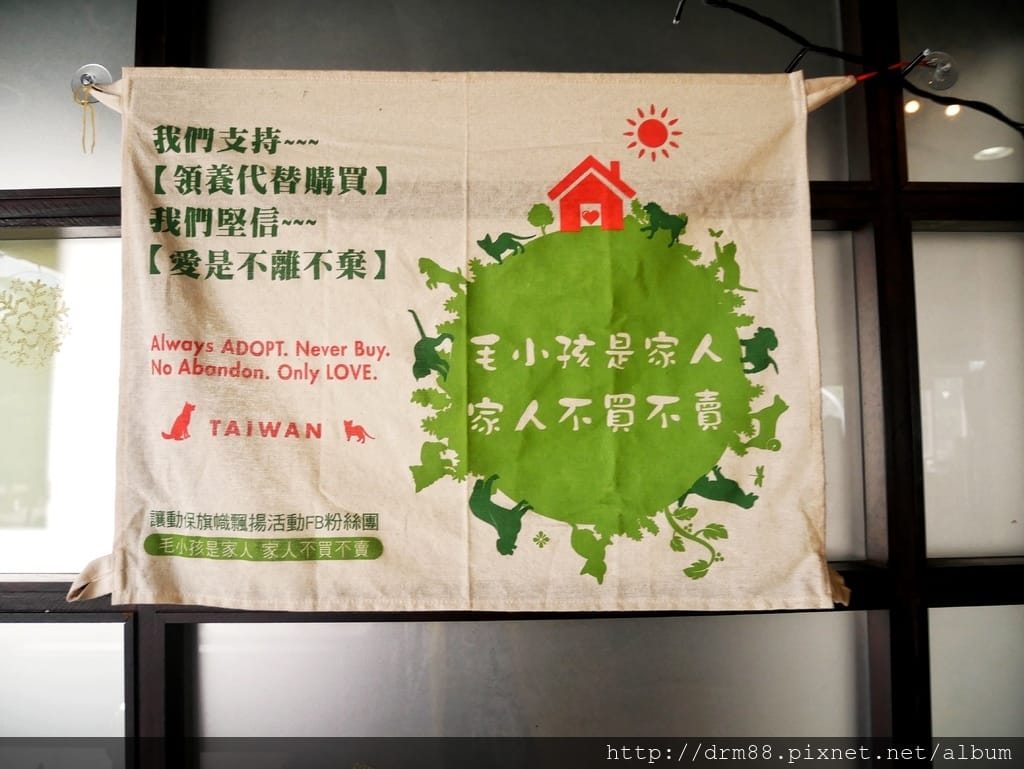 我們支持~~~
【領養代替購買】
我們堅信~~~
【愛是不離不棄】
Always ADOPT. Never Buy.
No Abandon. Only LOVE.
TAIWAN
讓動保旗幟飄揚活動FB粉絲團
毛小孩是家人 家人不買不賣
毛小孩是家人
家人不買不賣
http://drm88.pixnet.net/album